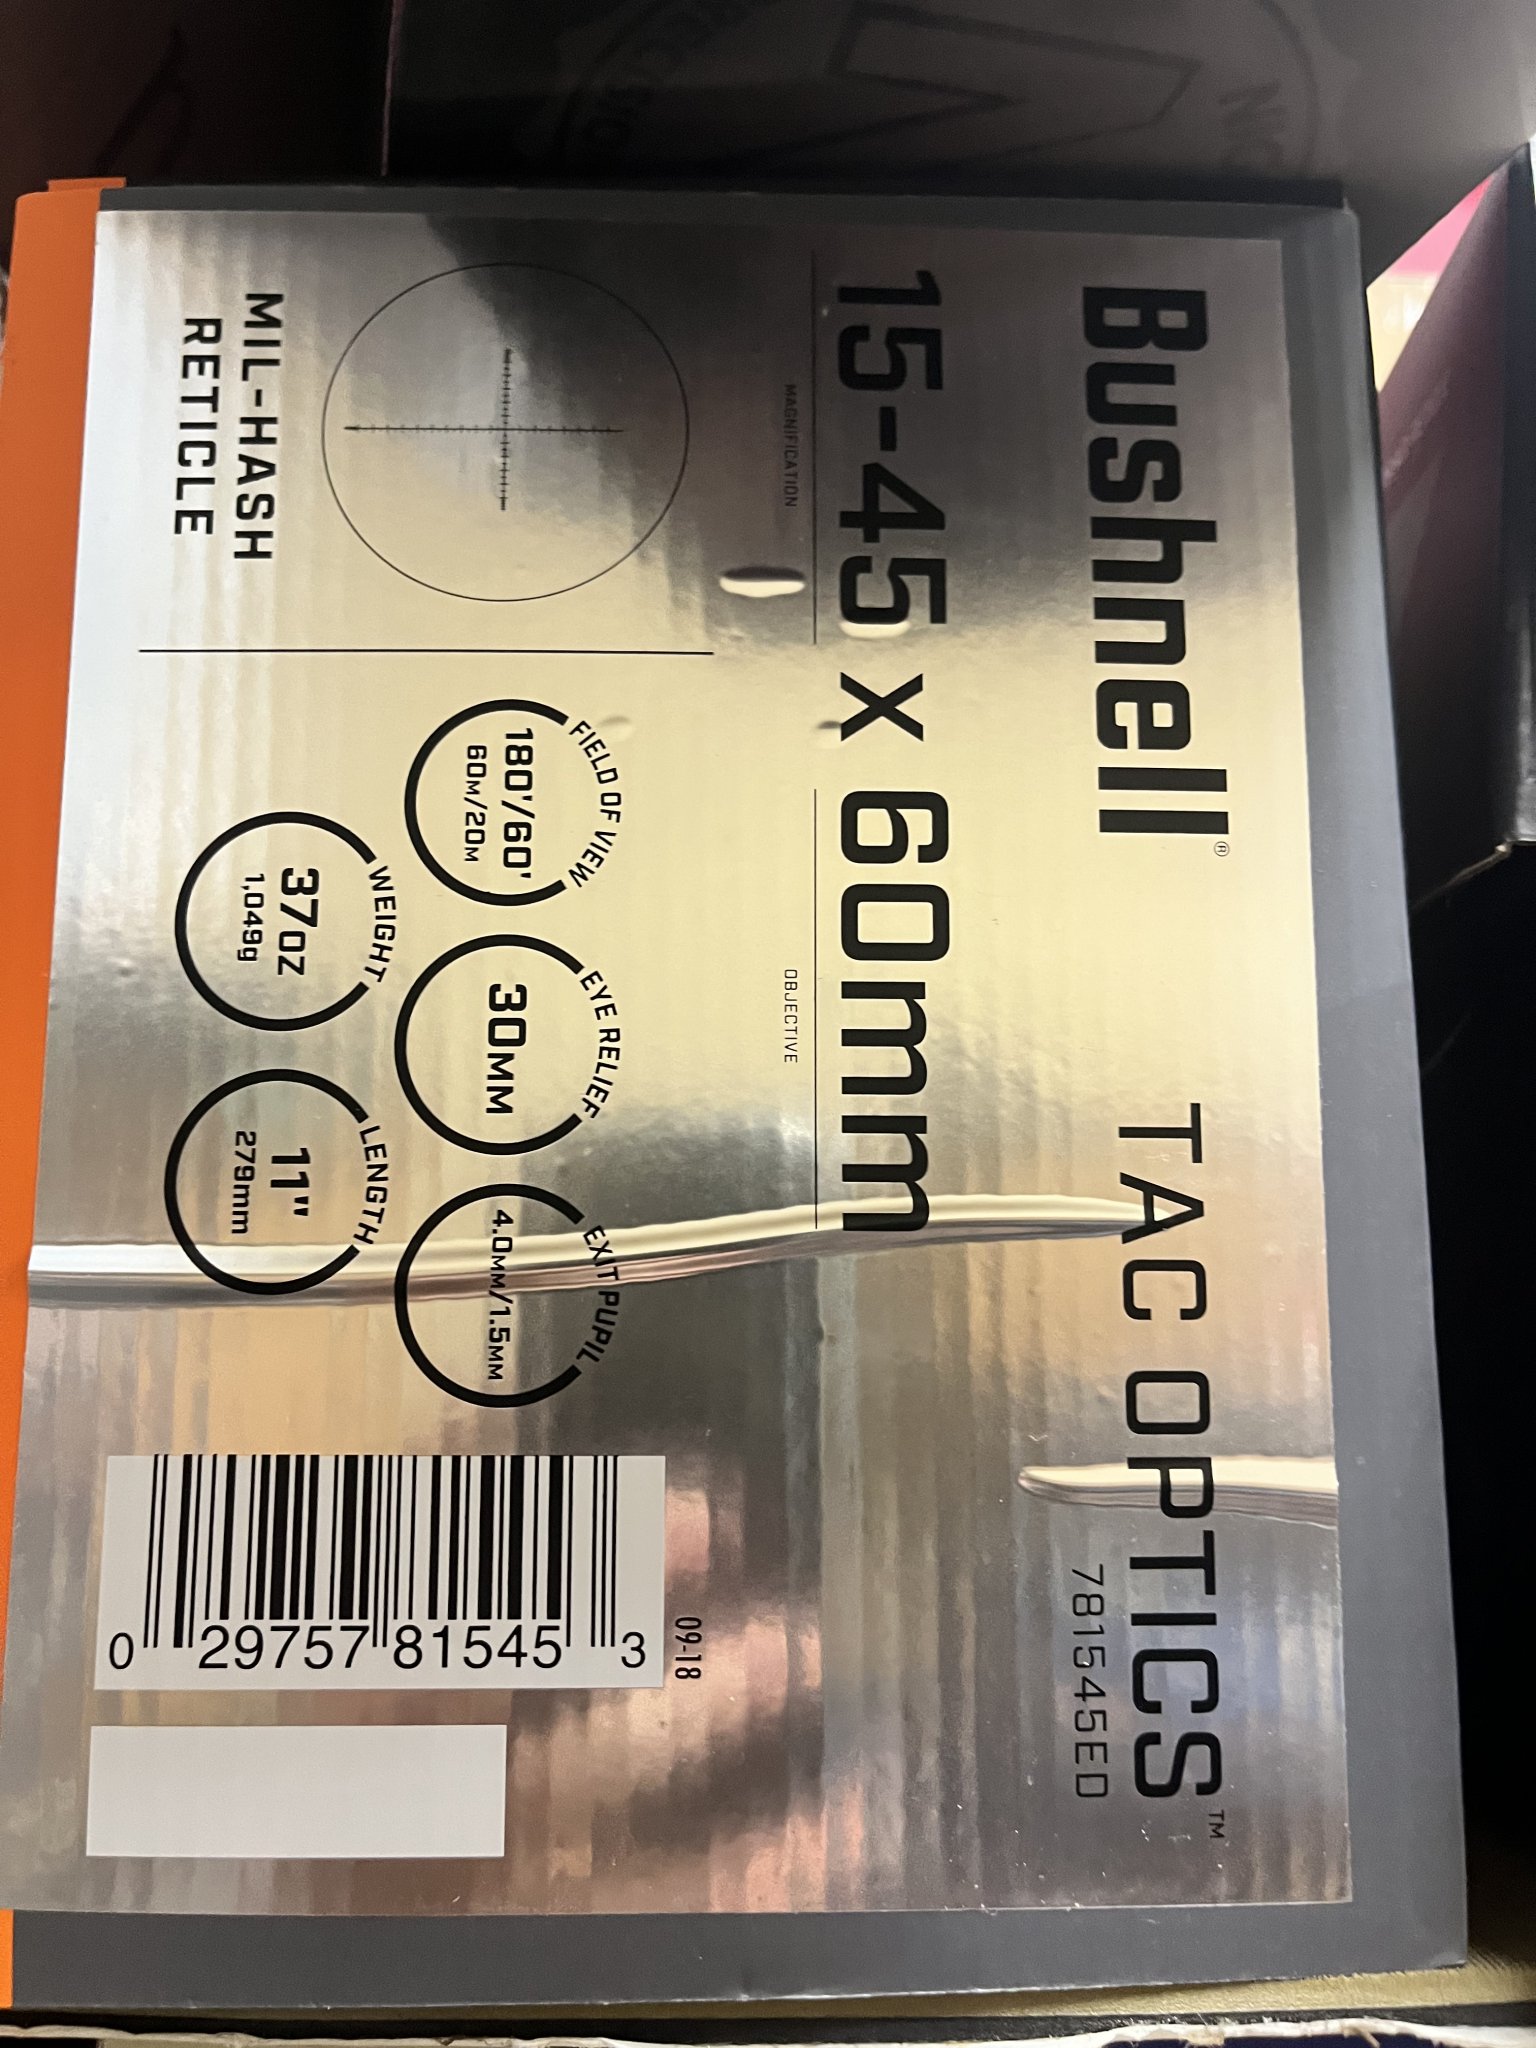 Bushnell®
TAC OPTICS™
781545ED
15-45 x 60mm
MAGNIFICATION
OBJECTIVE
MIL-HASH
RETICLE
FIELD OF VIEW
180'/60'
60M/20M
EYE RELIEF
30MM
EXIT PUPIL
4.0MM/1.5MM
WEIGHT
37OZ
1,049g
LENGTH
11"
279mm
09-18
0 29757 81545 3